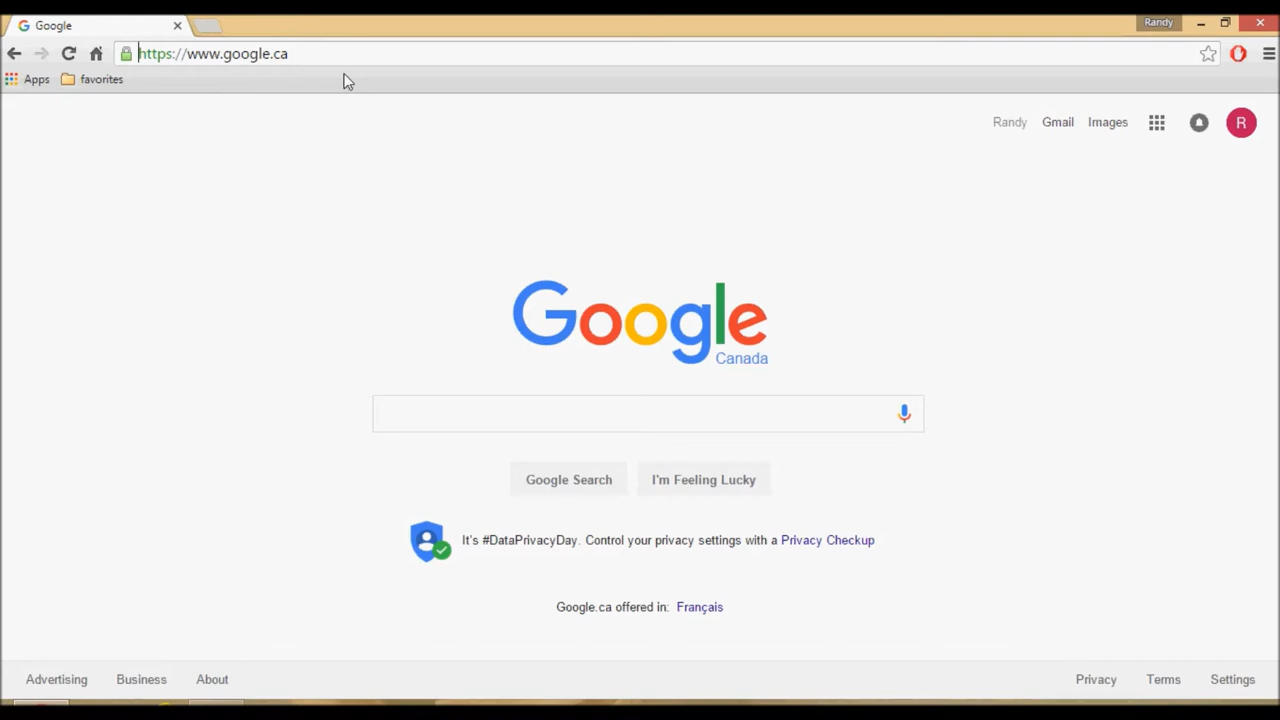 Google
Randy
https://www.google.ca
Apps
favorites
Randy
Gmail
Images
R
Google
Canada
Google Search
I'm Feeling Lucky
It's #DataPrivacyDay. Control your privacy settings with a Privacy Checkup
Google.ca offered in: Français
Advertising
Business
About
Privacy
Terms
Settings